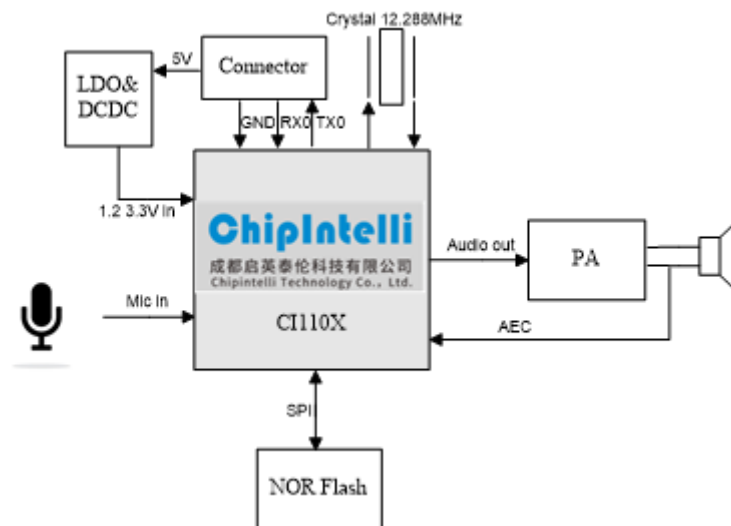 Crystal 12.288MHz
Connector
5V
LDO&
DCDC
GND RX0 TX0
1.2 3.3V In
ChipIntelli
成都启英泰伦科技有限公司
Chipintelli Technology Co., Ltd.
Audio out
PA
Mic In
CI110X
AEC
SPI
NOR Flash